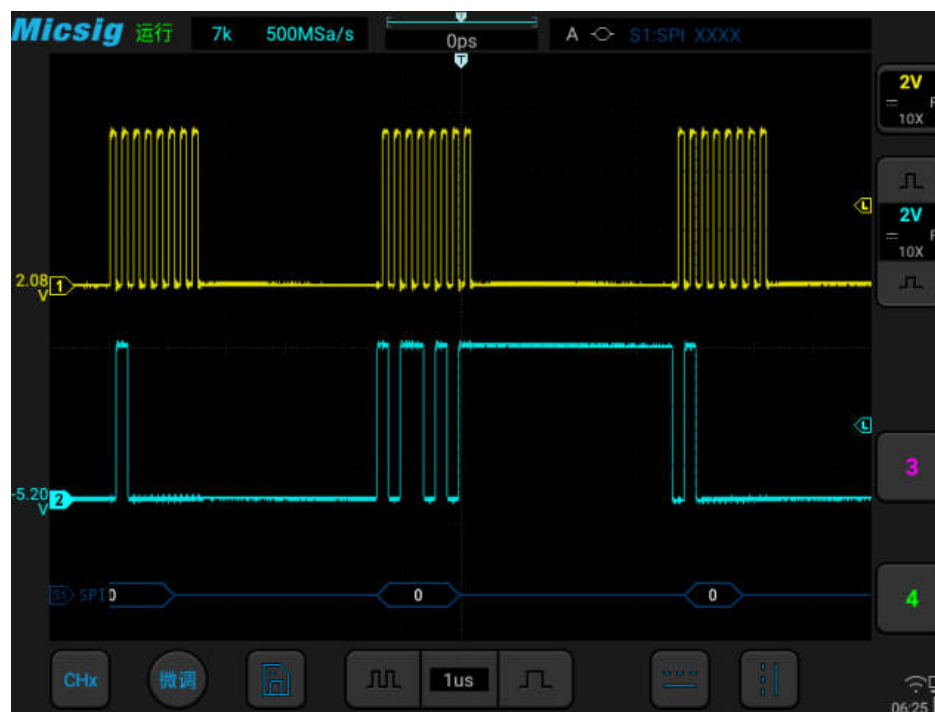 Micsig 运行 7k 500MSa/s T 0ps A S1:SPI XXXX
T
2V
10X
L
2V
10X
2.08 1
V
L
3
-5.20 2
V
S1 SPI 0 0 0
4
CHx 微调 1us
06:25